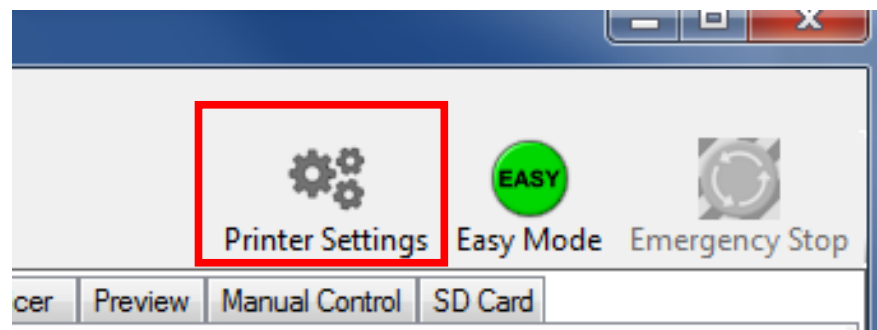 EASY
Printer Settings Easy Mode Emergency Stop
cer Preview Manual Control SD Card